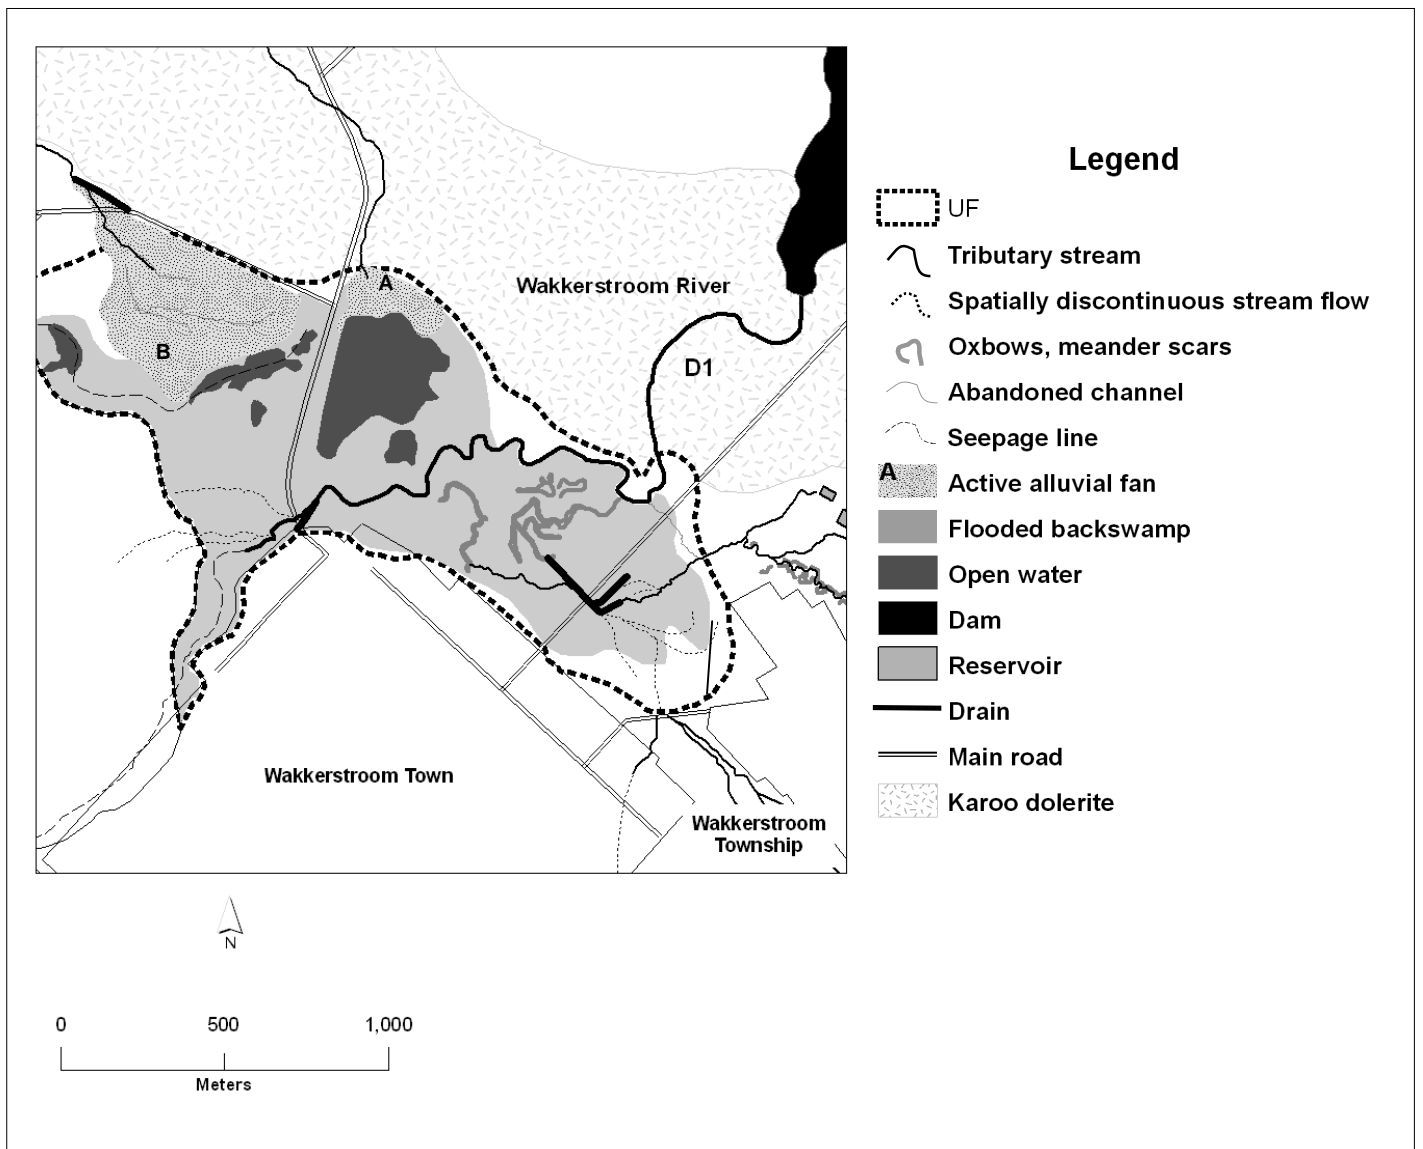 Legend
UF
Tributary stream
Spatially discontinuous stream flow
Oxbows, meander scars
Abandoned channel
Seepage line
A
Active alluvial fan
Flooded backswamp
Open water
Dam
Reservoir
Drain
Main road
Karoo dolerite
A
Wakkerstroom River
B
D1
Wakkerstroom Town
Wakkerstroom
Township
N
0 500 1,000
Meters